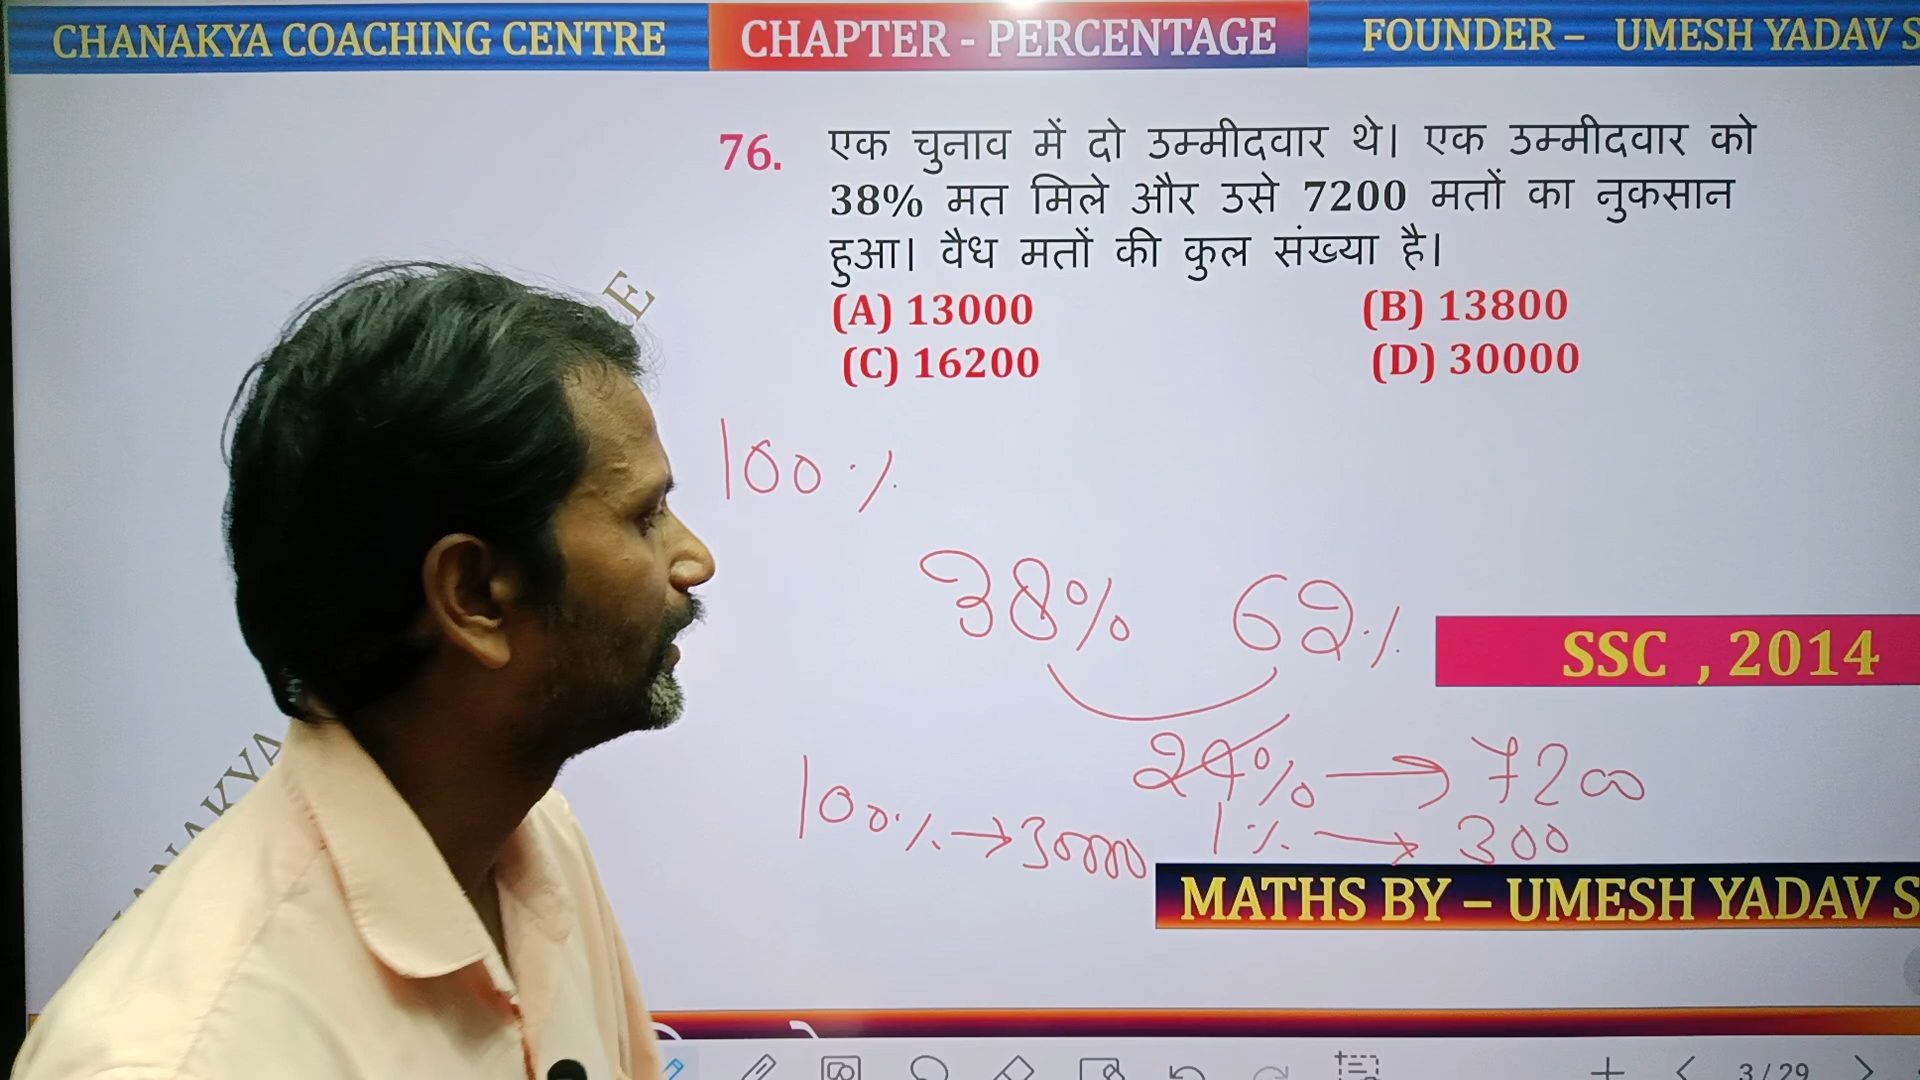 CHANAKYA COACHING CENTRE
CHAPTER - PERCENTAGE
FOUNDER – UMESH YADAV S
76. एक चुनाव में दो उम्मीदवार थे। एक उम्मीदवार को
38% मत मिले और उसे 7200 मतों का नुकसान
हुआ। वैध मतों की कुल संख्या है।
(A) 13000 (B) 13800
(C) 16200 (D) 30000
100%
38% 62%
SSC , 2014
24% → 7200
100% → 30000 1% → 300
MATHS BY – UMESH YADAV S
3 / 29